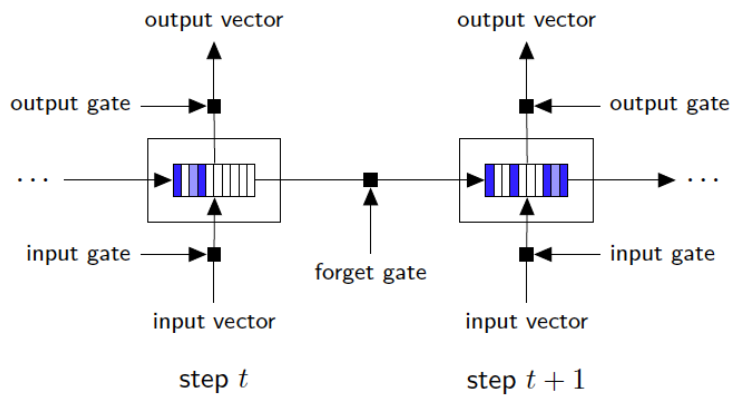 output vector output vector
output gate output gate
··· ···
input gate input gate
forget gate
input vector input vector
step t step t + 1